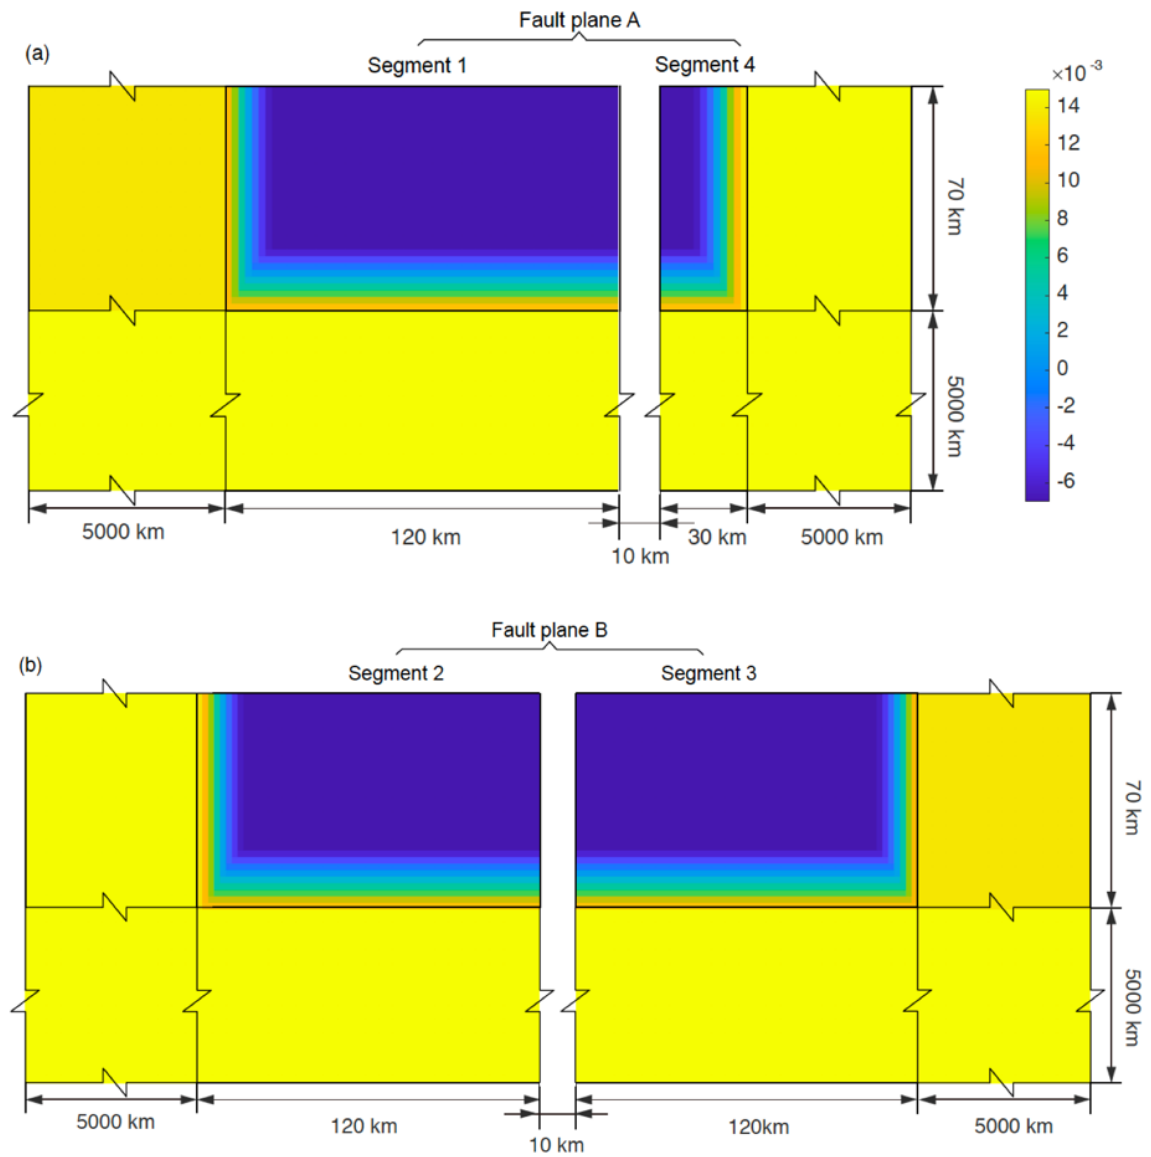 Fault plane A
(a)
Segment 1
Segment 4
×10 -3
14
12
10
8
6
4
2
0
-2
-4
-6
70 km
5000 km
5000 km
120 km
10 km
30 km
5000 km
Fault plane B
(b)
Segment 2
Segment 3
70 km
5000 km
5000 km
120 km
10 km
120km
5000 km